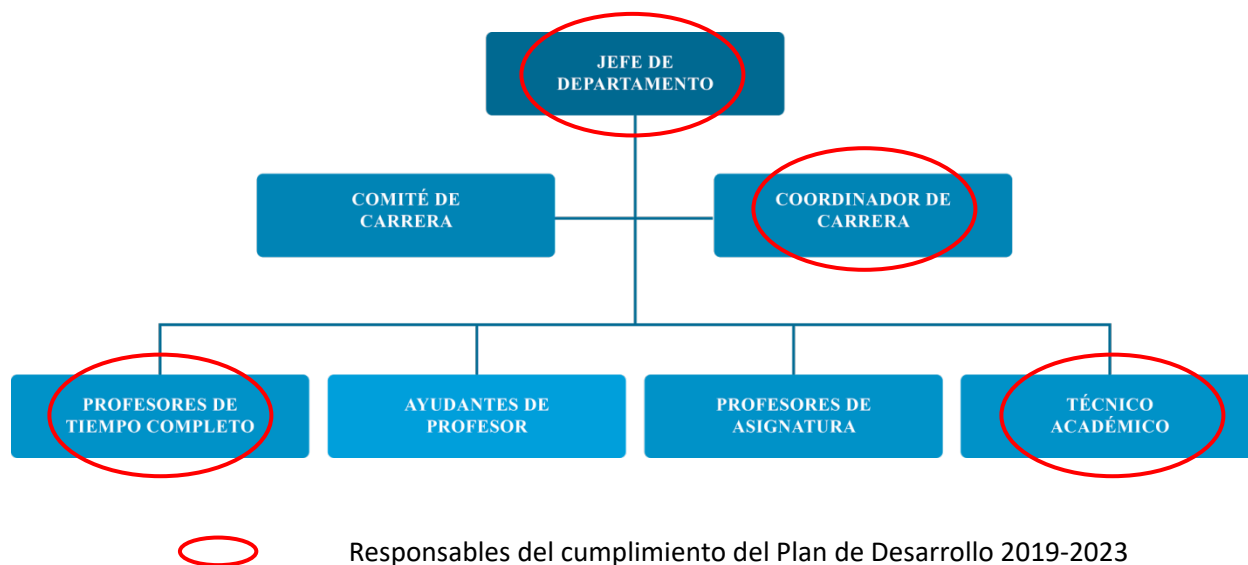 JEFE DE
DEPARTAMENTO
COMITÉ DE
CARRERA
COORDINADOR DE
CARRERA
PROFESORES DE
TIEMPO COMPLETO
AYUDANTES DE
PROFESOR
PROFESORES DE
ASIGNATURA
TÉCNICO
ACADÉMICO
Responsables del cumplimiento del Plan de Desarrollo 2019-2023